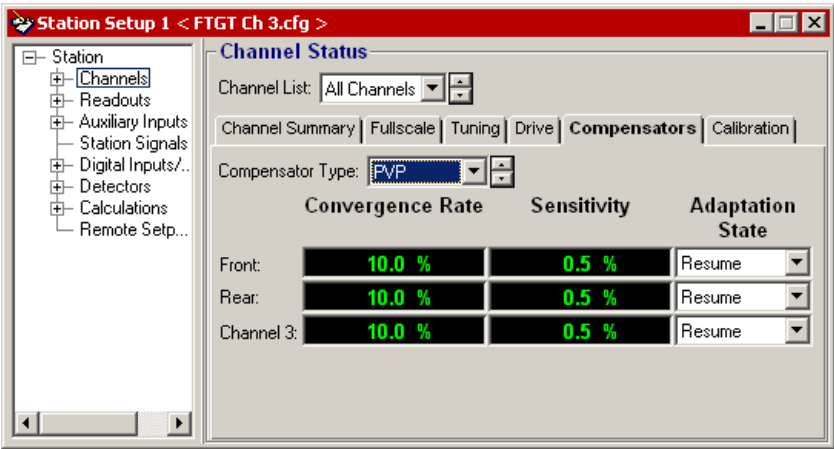 Station Setup 1 < FTGT Ch 3.cfg >
Station
Channels
Readouts
Auxiliary Inputs
Station Signals
Digital Inputs/..
Detectors
Calculations
Remote Setp...
Channel Status
Channel List: All Channels
Channel Summary Fullscale Tuning Drive Compensators Calibration
Compensator Type: PVP
Convergence Rate Sensitivity Adaptation State
Front: 10.0 % 0.5 % Resume
Rear: 10.0 % 0.5 % Resume
Channel 3: 10.0 % 0.5 % Resume